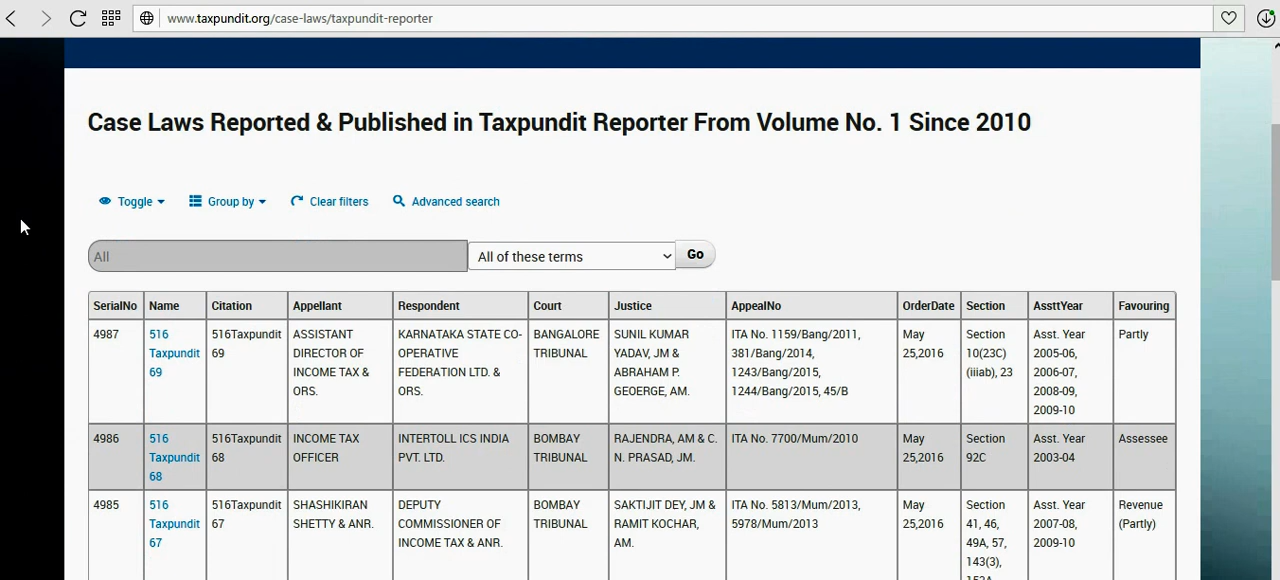 www.taxpundit.org/case-laws/taxpundit-reporter
Case Laws Reported & Published in Taxpundit Reporter From Volume No. 1 Since 2010
Toggle Group by Clear filters Advanced search
All All of these terms Go
SerialNo Name Citation Appellant Respondent Court Justice AppealNo OrderDate Section AssttYear Favouring
4987 516 516Taxpundit ASSISTANT KARNATAKA STATE CO- BANGALORE SUNIL KUMAR ITA No. 1159/Bang/2011, May Section Asst. Year Partly
Taxpundit 69 DIRECTOR OF OPERATIVE TRIBUNAL YADAV, JM & 381/Bang/2014, 25,2016 10(23C) 2005-06,
69 INCOME TAX & FEDERATION LTD. & ABRAHAM P. 1243/Bang/2015, (iiiab), 23 2006-07,
ORS. ORS. GEOERGE, AM. 1244/Bang/2015, 45/B 2008-09,
2009-10
4986 516 516Taxpundit INCOME TAX INTERTOLL ICS INDIA BOMBAY RAJENDRA, AM & C. ITA No. 7700/Mum/2010 May Section Asst. Year Assessee
Taxpundit 68 OFFICER PVT. LTD. TRIBUNAL N. PRASAD, JM. 25,2016 92C 2003-04
68
4985 516 516Taxpundit SHASHIKIRAN DEPUTY BOMBAY SAKTIJIT DEY, JM & ITA No. 5813/Mum/2013, May Section Asst. Year Revenue
Taxpundit 67 SHETTY & ANR. COMMISSIONER OF TRIBUNAL RAMIT KOCHAR, 5978/Mum/2013 25,2016 41, 46, 2007-08, (Partly)
67 INCOME TAX & ANR. AM. 49A, 57, 2009-10
143(3),